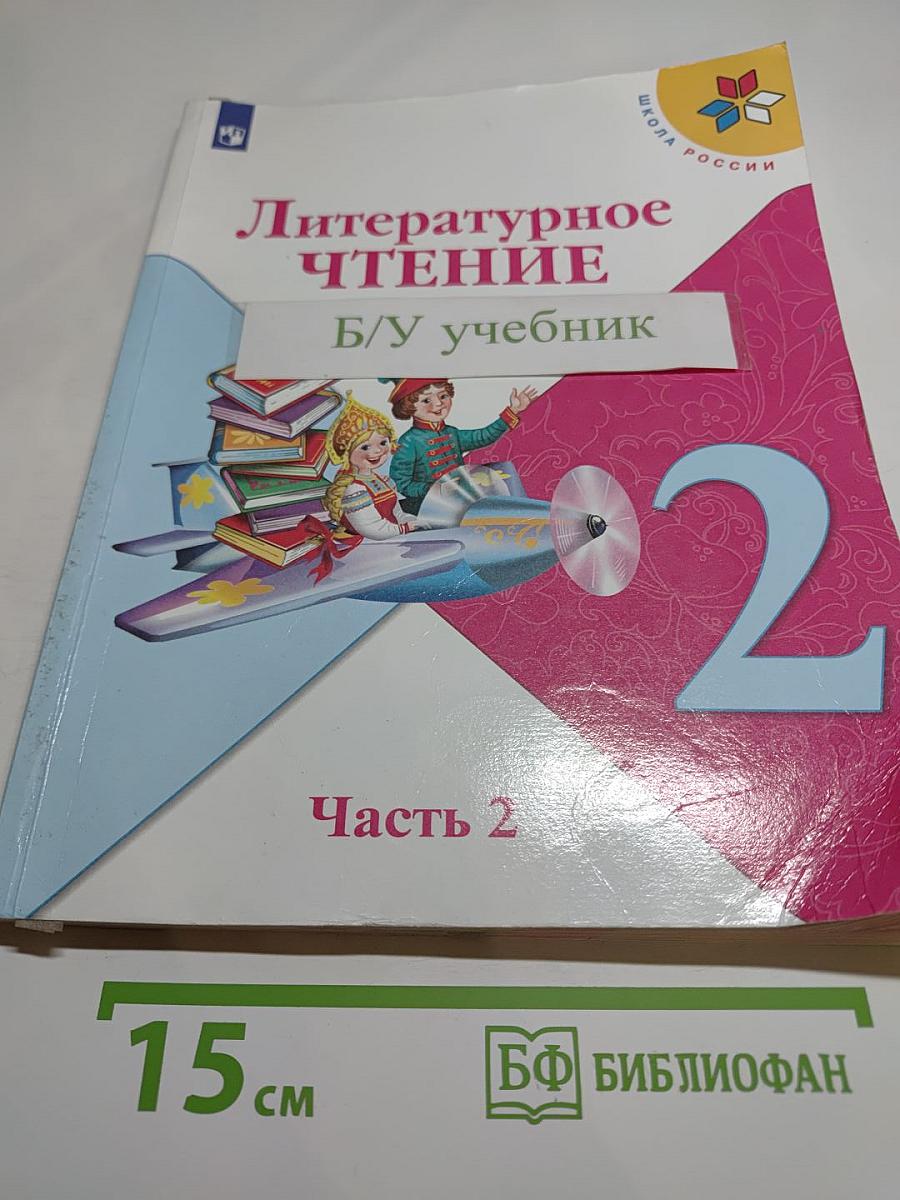 ШКОЛА РОССИИ
Литературное
ЧТЕНИЕ
Б/У учебник
2
Часть 2
15 см
БФ БИБЛИОФАН